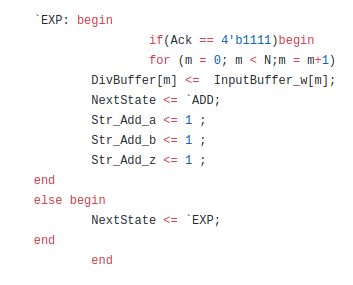 `EXP: begin
if(Ack == 4'b1111)begin
for (m = 0; m < N;m = m+1)
DivBuffer[m] <=  InputBuffer_w[m];
NextState <= `ADD;
Str_Add_a <= 1 ;
Str_Add_b <= 1 ;
Str_Add_z <= 1 ;
end
else begin
NextState <= `EXP;
end
end